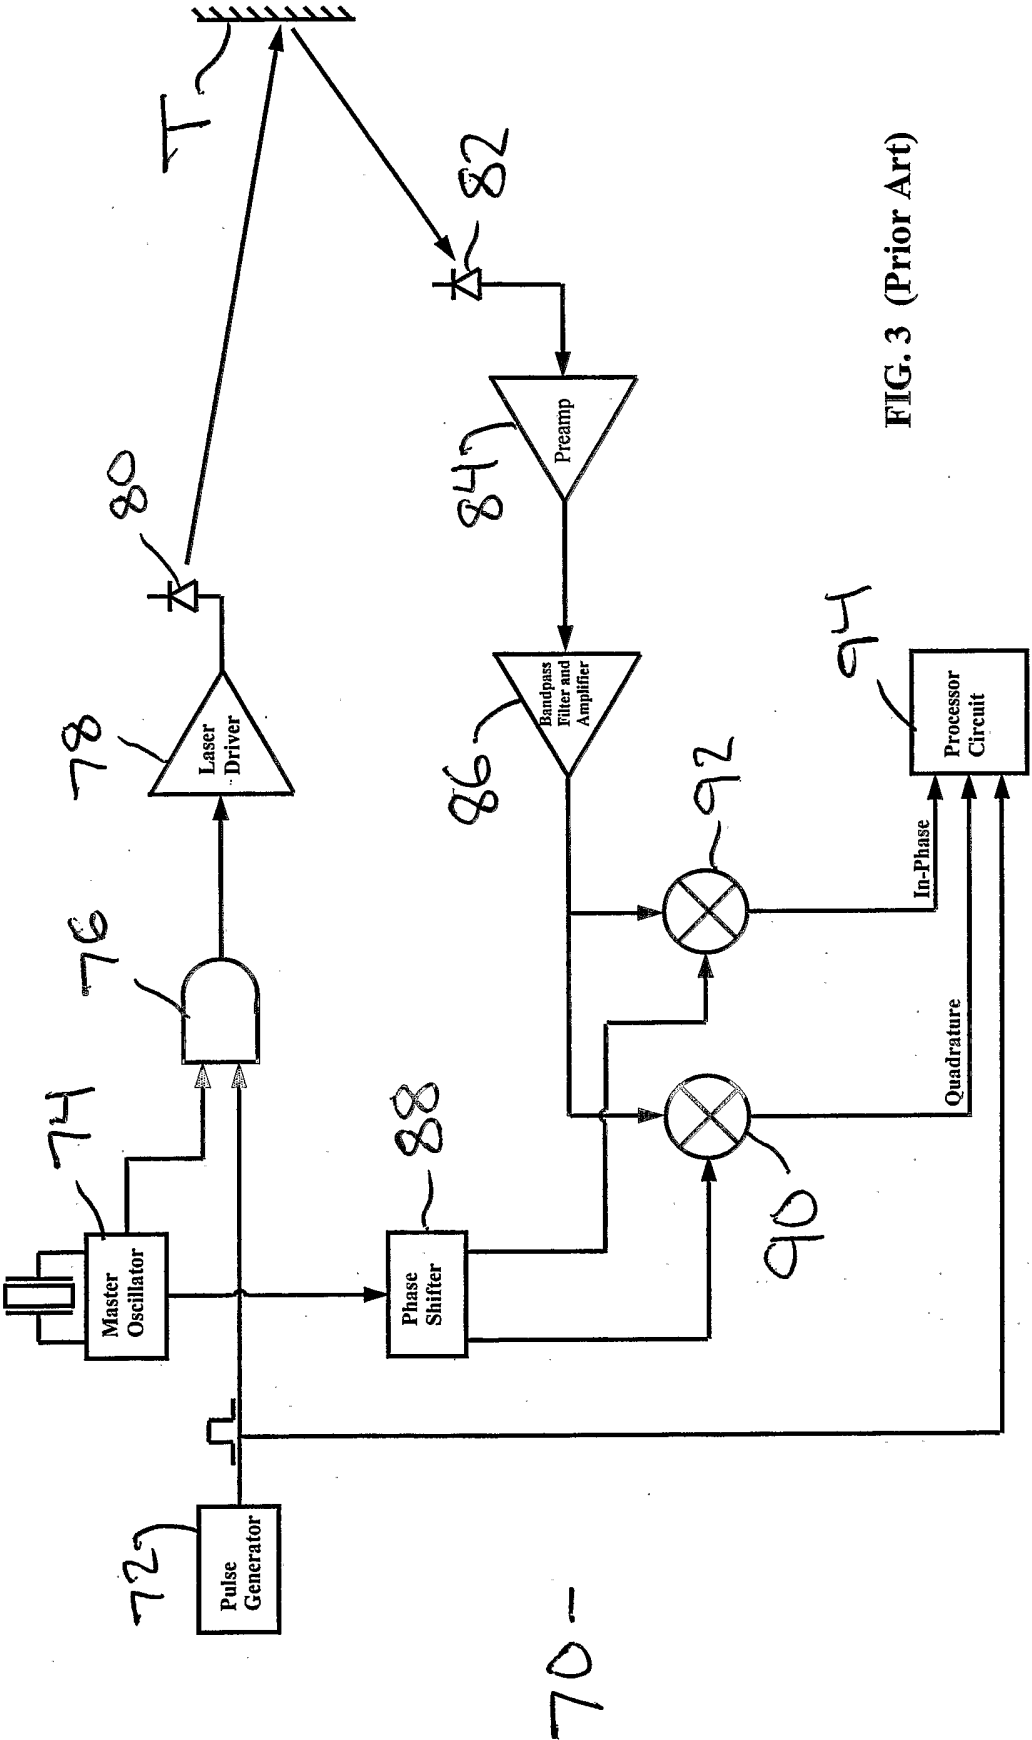 72
Pulse
Generator
74
Master
Oscillator
76
78
Laser
Driver
80
T
82
84
Preamp
86
Bandpass
Filter and
Amplifier
88
Phase
Shifter
90
92
94
Processor
Circuit
In-Phase
Quadrature
70
FIG. 3 (Prior Art)